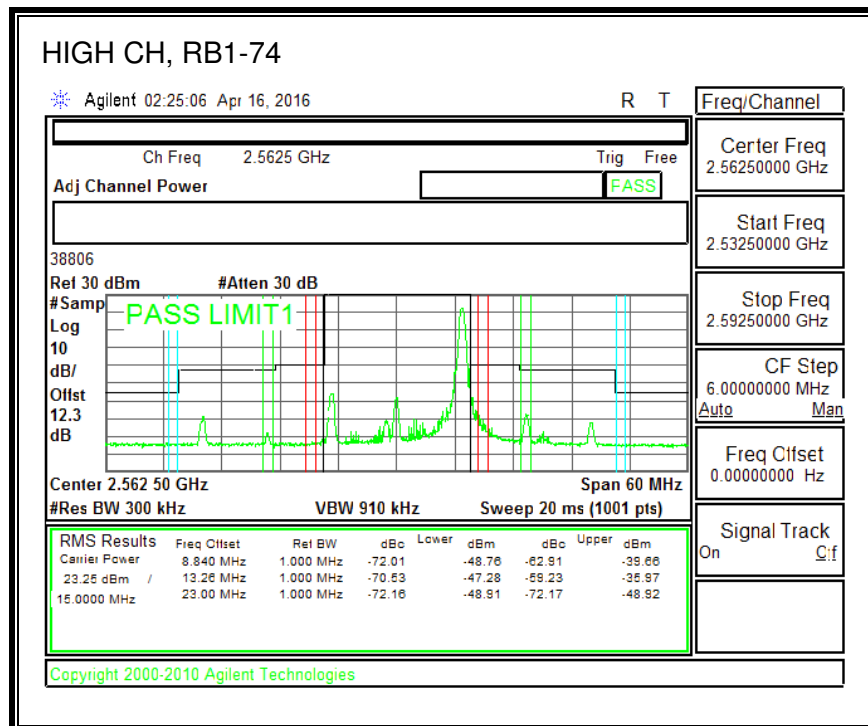 HIGH CH, RB1-74
Agilent 02:25:06 Apr 16, 2016 R T
Freq/Channel
Ch Freq 2.5625 GHz Trig Free
Adj Channel Power PASS
Center Freq
2.56250000 GHz
Start Freq
2.53250000 GHz
Stop Freq
2.59250000 GHz
CF Step
6.00000000 MHz
Auto Man
Freq Offset
0.00000000 Hz
Signal Track
On Off
38806
Ref 30 dBm #Atten 30 dB
#Samp
Log
10
dB/
Offst
12.3
dB
PASS LIMIT1
Center 2.562 50 GHz Span 60 MHz
#Res BW 300 kHz VBW 910 kHz Sweep 20 ms (1001 pts)
RMS Results Freq Offset Ref BW dBc Lower dBm dBc Upper dBm
Carrier Power 8.840 MHz 1.000 MHz -72.01 -48.76 -62.91 -39.66
23.25 dBm / 13.26 MHz 1.000 MHz -70.53 -47.28 -59.23 -35.97
15.0000 MHz 23.00 MHz 1.000 MHz -72.16 -48.91 -72.17 -48.92
Copyright 2000-2010 Agilent Technologies